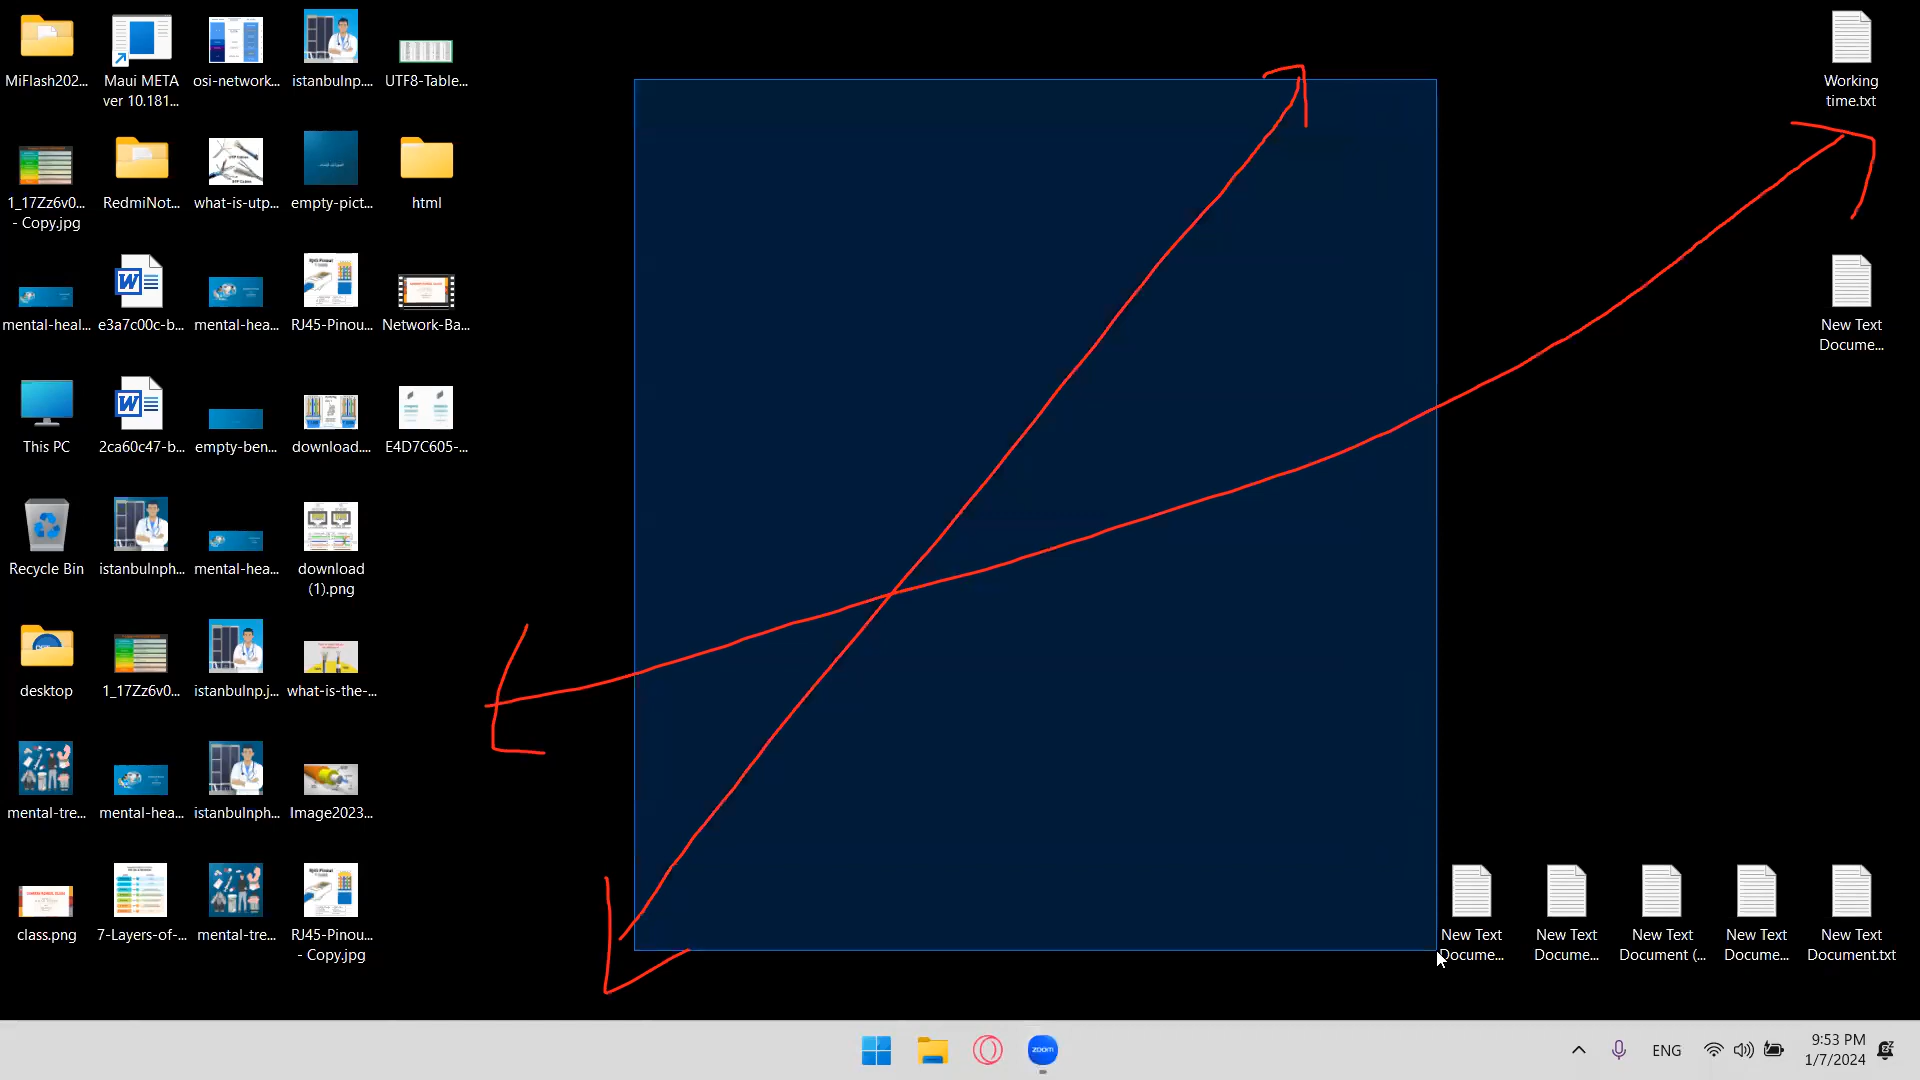 MiFlash202...
Maui META
ver 10.181...
osi-network...
istanbulnp....
UTF8-Table...
Working
time.txt
1_17Zz6v0...
- Copy.jpg
RedmiNot...
what-is-utp...
empty-pict...
html
mental-heal...
e3a7c00c-b...
mental-hea...
RJ45-Pinou...
Network-Ba...
New Text
Docume...
This PC
2ca60c47-b...
empty-ben...
download....
E4D7C605-...
Recycle Bin
istanbulnph...
mental-hea...
download
(1).png
desktop
1_17Zz6v0...
istanbulnp.j...
what-is-the-...
mental-tre...
mental-hea...
istanbulnph...
Image2023...
class.png
7-Layers-of-...
mental-tre...
RJ45-Pinou...
- Copy.jpg
New Text
Docume...
New Text
Docume...
New Text
Document (...
New Text
Docume...
New Text
Document.txt
zoom
ENG
9:53 PM
1/7/2024